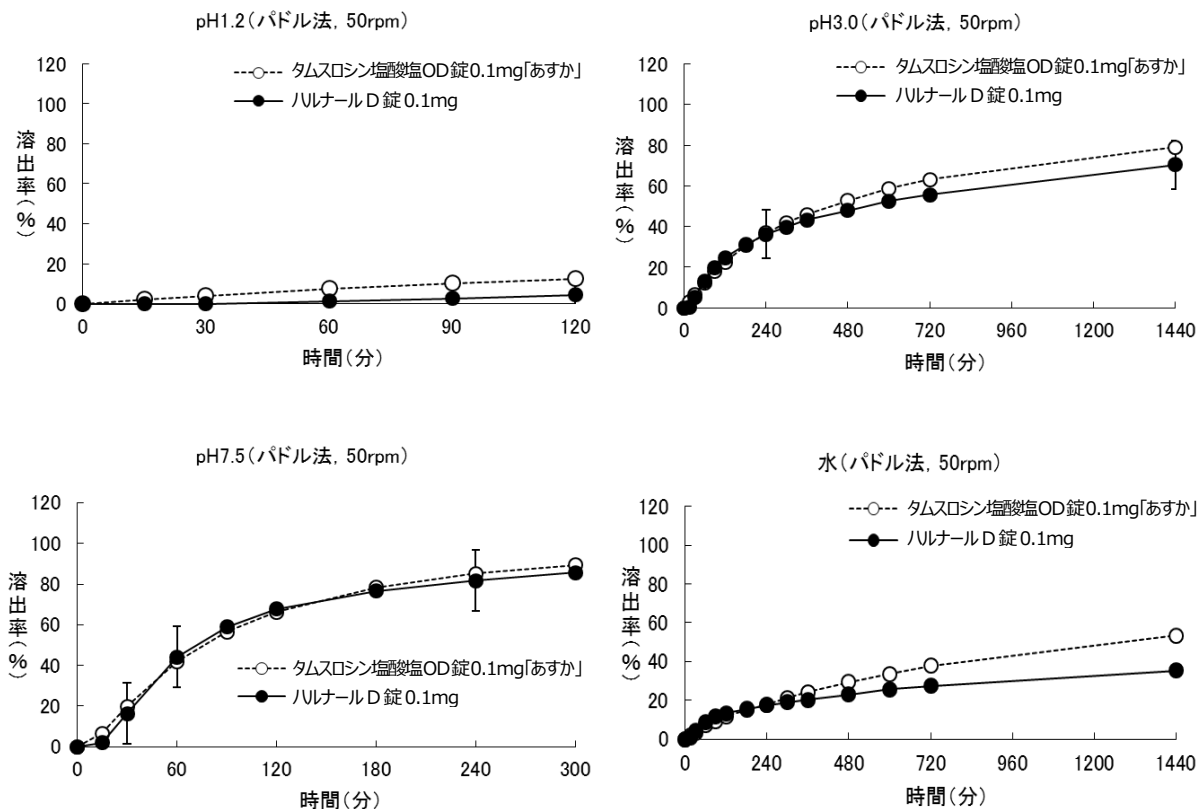 pH1.2(パドル法, 50rpm)
120
100
80
60
40
20
0
溶出率(%)
タムスロシン塩酸塩OD錠0.1mg「あすか」
ハルナールD錠0.1mg
0 30 60 90 120
時間(分)
pH3.0(パドル法, 50rpm)
120
100
80
60
40
20
0
溶出率(%)
タムスロシン塩酸塩OD錠0.1mg「あすか」
ハルナールD錠0.1mg
0 240 480 720 960 1200 1440
時間(分)
pH7.5(パドル法, 50rpm)
120
100
80
60
40
20
0
溶出率(%)
タムスロシン塩酸塩OD錠0.1mg「あすか」
ハルナールD錠0.1mg
0 60 120 180 240 300
時間(分)
水(パドル法, 50rpm)
120
100
80
60
40
20
0
溶出率(%)
タムスロシン塩酸塩OD錠0.1mg「あすか」
ハルナールD錠0.1mg
0 240 480 720 960 1200 1440
時間(分)